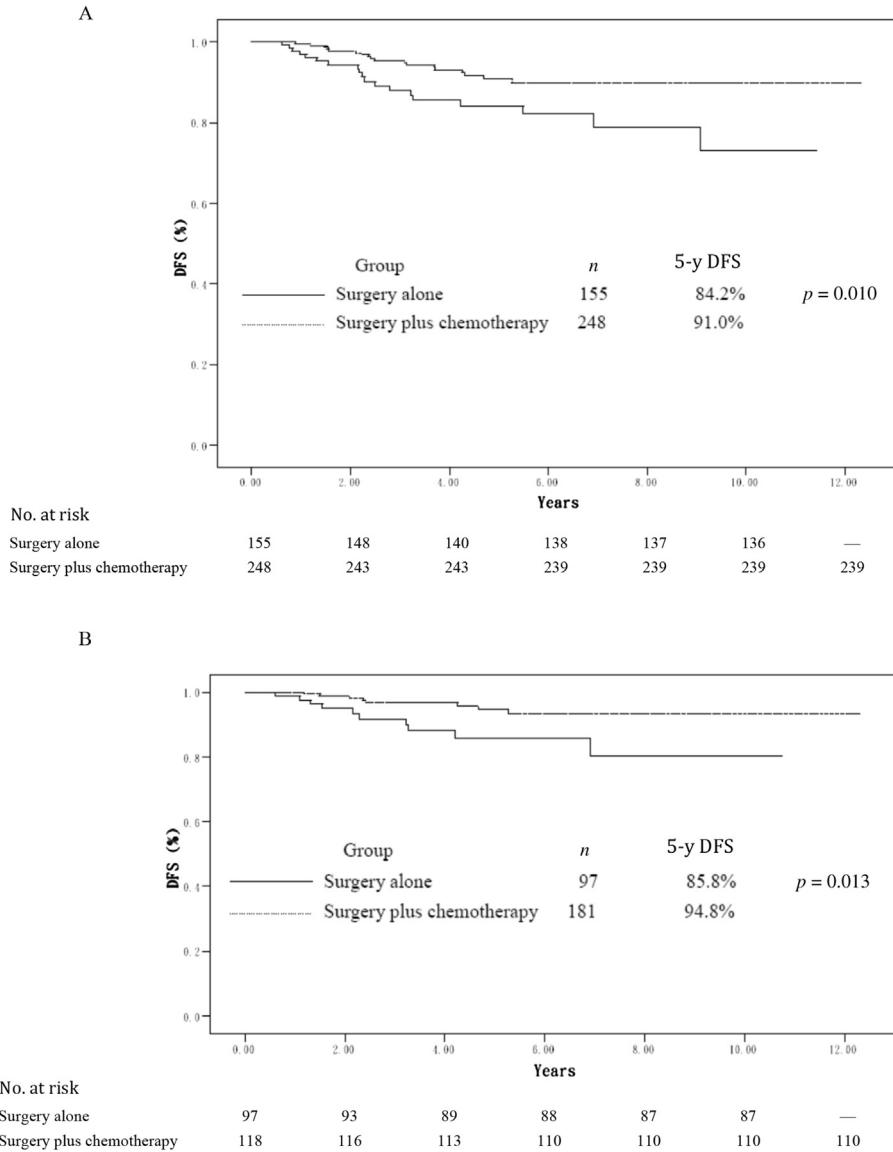 A
1.0
0.8
0.6
0.4
0.2
0.0
DFS (%)
Group n 5-y DFS
Surgery alone 155 84.2% p = 0.010
Surgery plus chemotherapy 248 91.0%
0.00 2.00 4.00 6.00 8.00 10.00 12.00
Years
No. at risk
Surgery alone 155 148 140 138 137 136 —
Surgery plus chemotherapy 248 243 243 239 239 239 239
B
1.0
0.8
0.6
0.4
0.2
0.0
DFS (%)
Group n 5-y DFS
Surgery alone 97 85.8% p = 0.013
Surgery plus chemotherapy 181 94.8%
0.00 2.00 4.00 6.00 8.00 10.00 12.00
Years
No. at risk
Surgery alone 97 93 89 88 87 87 —
Surgery plus chemotherapy 118 116 113 110 110 110 110